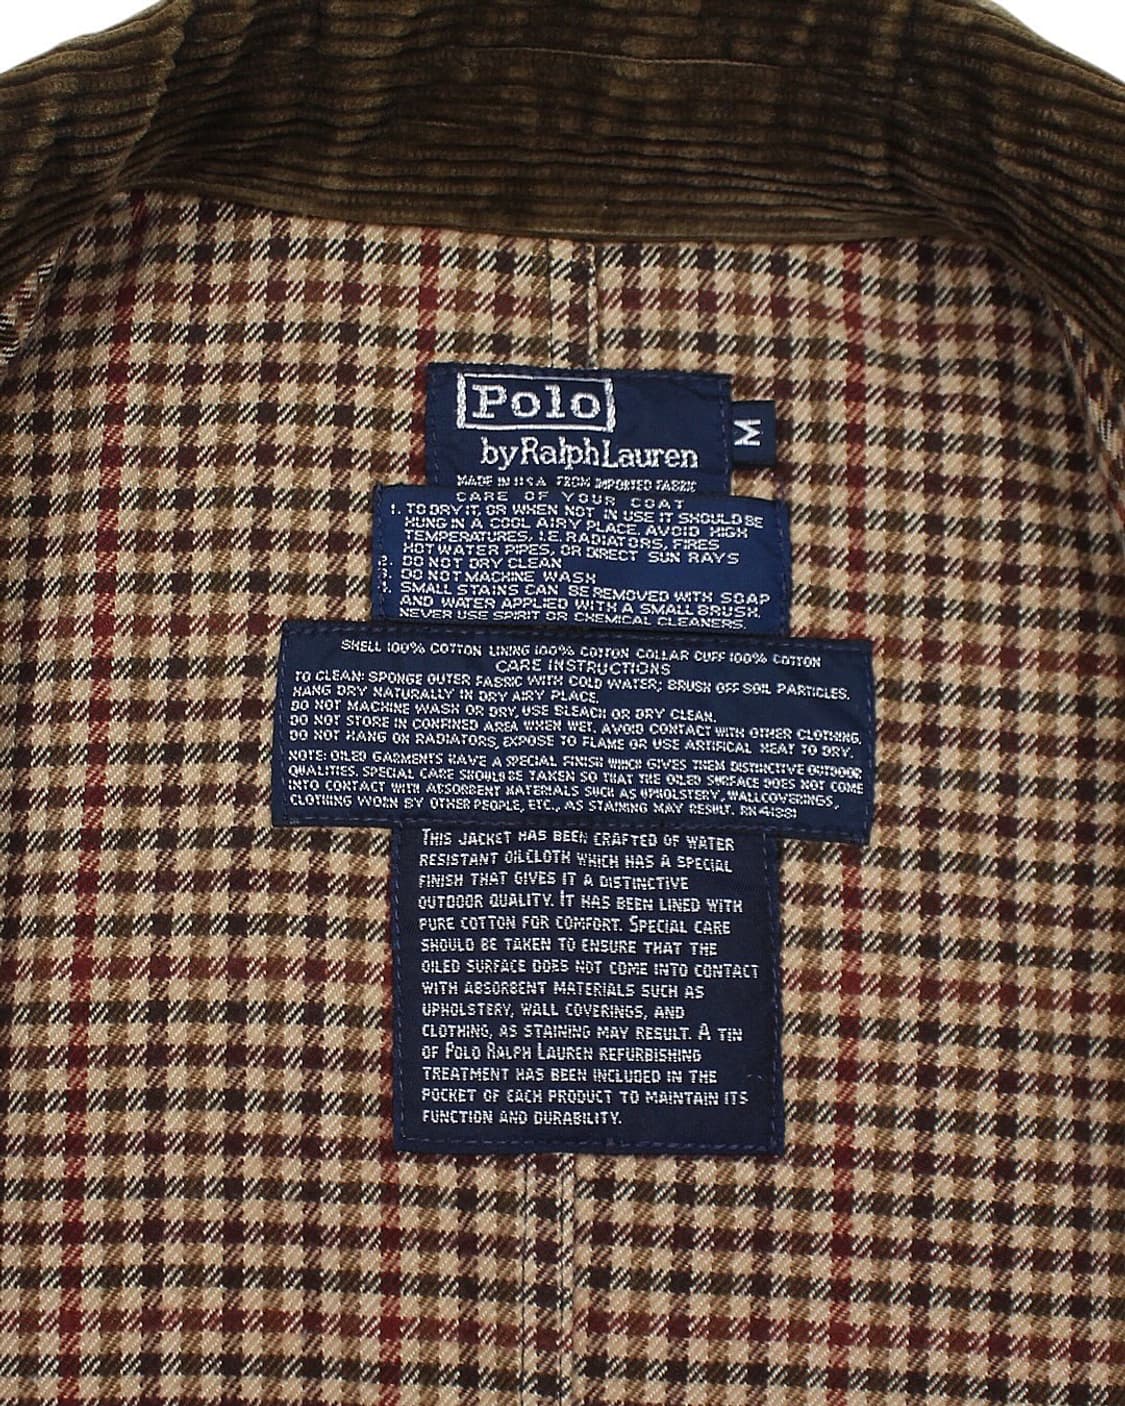 Polo
by Ralph Lauren
M
MADE IN U.S.A. FROM IMPORTED FABRIC
CARE OF YOUR COAT
1. TO DRY IT, OR WHEN NOT IN USE IT SHOULD BE
HUNG IN A COOL AIRY PLACE. AVOID HIGH
TEMPERATURES, I.E. RADIATORS, FIRES
HOT WATER PIPES, OR DIRECT SUN RAYS
2. DO NOT DRY CLEAN
3. DO NOT MACHINE WASH
4. SMALL STAINS CAN BE REMOVED WITH SOAP
AND WATER APPLIED WITH A SMALL BRUSH.
NEVER USE SPIRIT OR CHEMICAL CLEANERS.
SHELL 100% COTTON LINING 100% COTTON COLLAR CUFF 100% COTTON
CARE INSTRUCTIONS
TO CLEAN: SPONGE OUTER FABRIC WITH COLD WATER; BRUSH OFF SOIL PARTICLES.
HANG DRY NATURALLY IN DRY AIRY PLACE.
DO NOT MACHINE WASH OR DRY, USE BLEACH OR DRY CLEAN.
DO NOT STORE IN CONFINED AREA WHEN WET. AVOID CONTACT WITH OTHER CLOTHING.
DO NOT HANG ON RADIATORS, EXPOSE TO FLAME OR USE ARTIFICAL HEAT TO DRY.
NOTE: OILED GARMENTS HAVE A SPECIAL FINISH WHICH GIVES THEM DISTINCTIVE OUTDOOR
QUALITIES. SPECIAL CARE SHOULD BE TAKEN SO THAT THE OILED SURFACE DOES NOT COME
INTO CONTACT WITH ABSORBENT MATERIALS SUCH AS UPHOLSTERY, WALLCOVERINGS,
CLOTHING WORN BY OTHER PEOPLE, ETC., AS STAINING MAY RESULT. RN 41381
THIS JACKET HAS BEEN CRAFTED OF WATER
RESISTANT OILCLOTH WHICH HAS A SPECIAL
FINISH THAT GIVES IT A DISTINCTIVE
OUTDOOR QUALITY. IT HAS BEEN LINED WITH
PURE COTTON FOR COMFORT. SPECIAL CARE
SHOULD BE TAKEN TO ENSURE THAT THE
OILED SURFACE DOES NOT COME INTO CONTACT
WITH ABSORBENT MATERIALS SUCH AS
UPHOLSTERY, WALL COVERINGS, AND
CLOTHING, AS STAINING MAY RESULT. A TIN
OF POLO RALPH LAUREN REFURBISHING
TREATMENT HAS BEEN INCLUDED IN THE
POCKET OF EACH PRODUCT TO MAINTAIN ITS
FUNCTION AND DURABILITY.